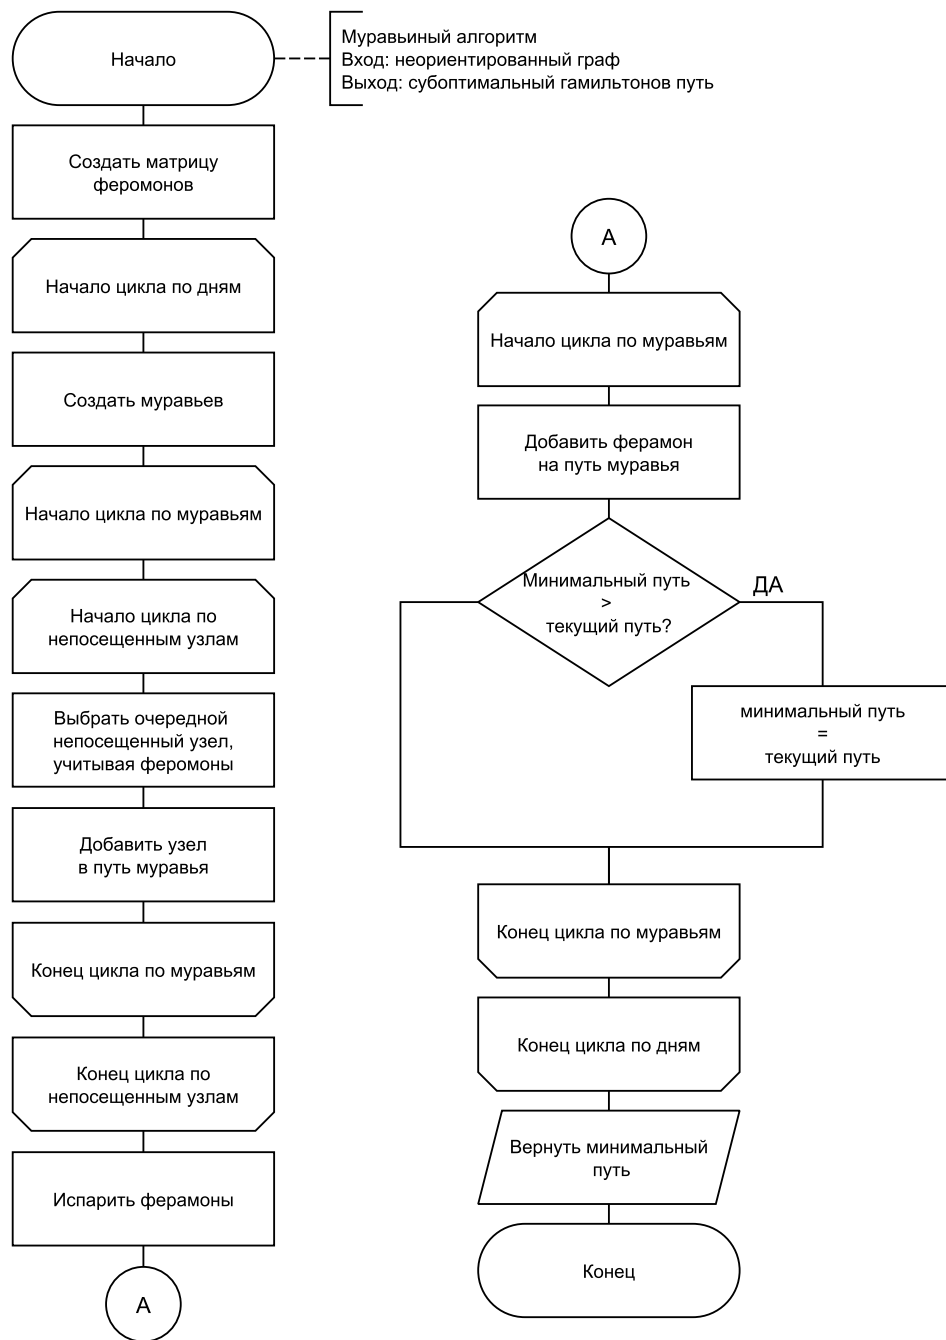 Начало
Муравьиный алгоритм
Вход: неориентированный граф
Выход: субоптимальный гамильтонов путь
Создать матрицу
феромонов
Начало цикла по дням
Создать муравьев
Начало цикла по муравьям
Начало цикла по
непосещенным узлам
Выбрать очередной
непосещенный узел,
учитывая феромоны
Добавить узел
в путь муравья
Конец цикла по муравьям
Конец цикла по
непосещенным узлам
Испарить ферамоны
А
А
Начало цикла по муравьям
Добавить ферамон
на путь муравья
Минимальный путь
>
текущий путь?
ДА
минимальный путь
=
текущий путь
Конец цикла по муравьям
Конец цикла по дням
Вернуть минимальный
путь
Конец